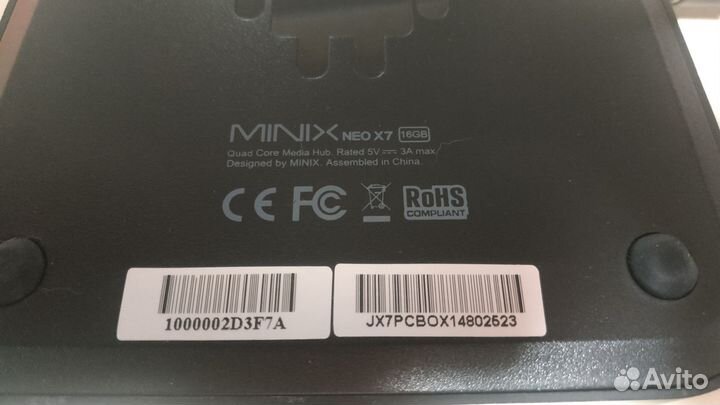 MINIX NEO X7 16GB
Quad Core Media Hub. Rated 5V⎓ 3A max.
Designed by MINIX. Assembled in China.
CE FC RoHS
COMPLIANT
1000002D3F7A
JX7PCBOX14802523
Avito